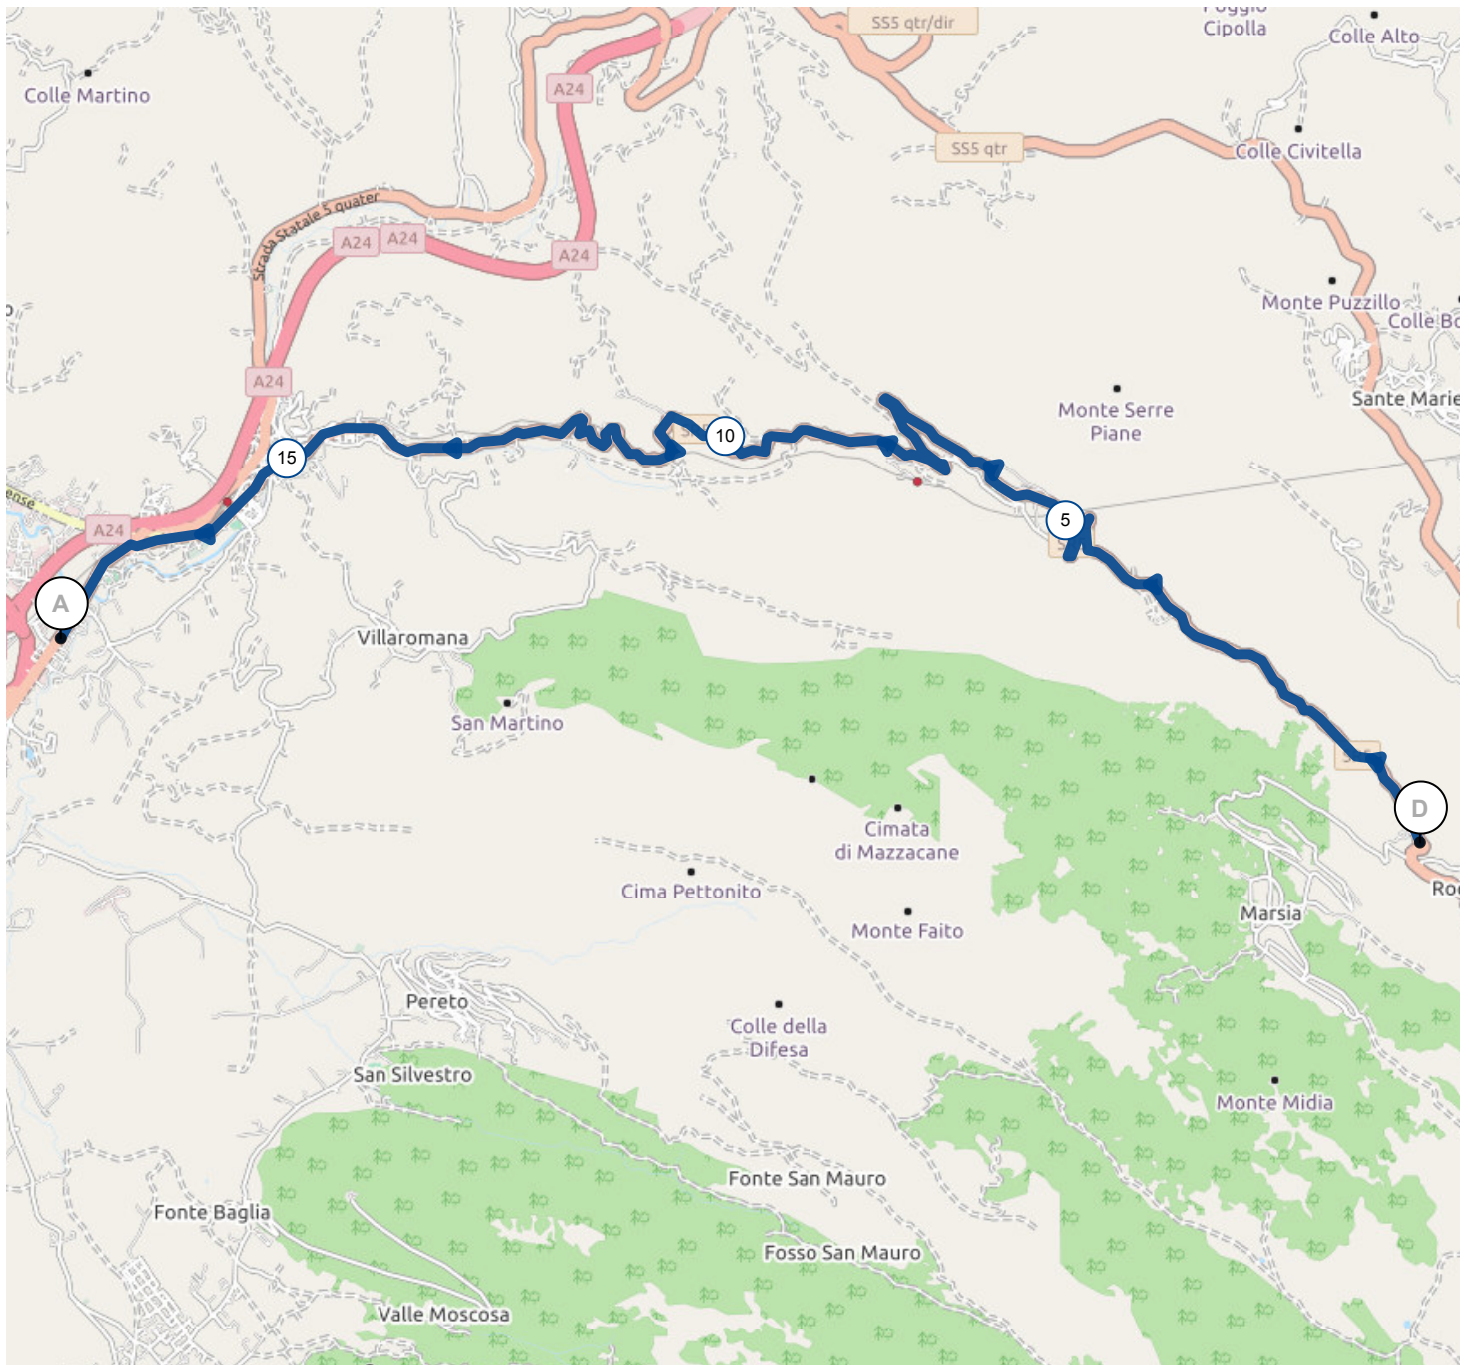 SS5 qtr/dir
Cipolla
Colle Alto
Colle Martino
A24
SS5 qtr
Colle Civitella
Strada Statale 5 quater
A24
A24
A24
Monte Puzzillo
Colle Bo
A24
Sante Marie
Monte Serre
Piane
10
15
ense
A24
5
A
Villaromana
San Martino
D
Cimata
di Mazzacane
Cima Pettonito
Roc
Marsia
Monte Faito
Pereto
Colle della
Difesa
San Silvestro
Monte Midia
Fonte San Mauro
Fonte Baglia
Fosso San Mauro
Valle Moscosa